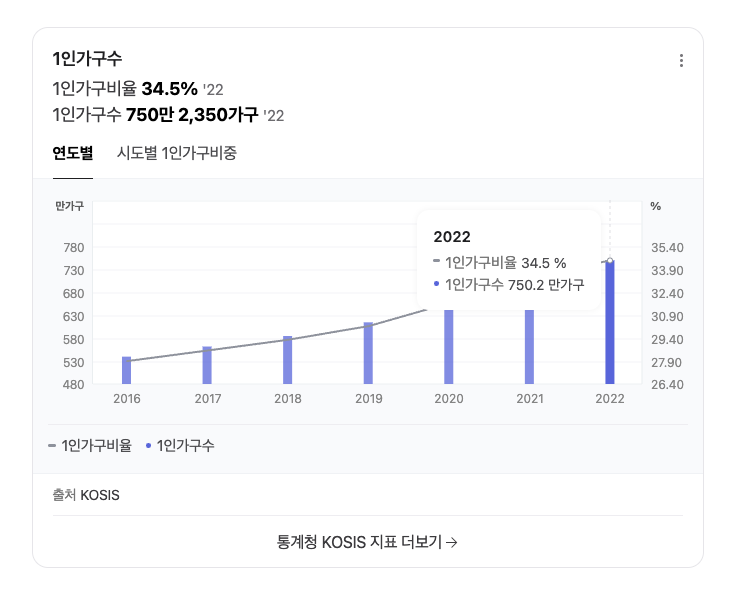 1인가구수
1인가구비율 34.5% '22
1인가구수 750만 2,350가구 '22
연도별 시도별 1인가구비중
만가구 %
2022
1인가구비율 34.5 %
1인가구수 750.2 만가구
780 35.40
730 33.90
680 32.40
630 30.90
580 29.40
530 27.90
480 26.40
2016 2017 2018 2019 2020 2021 2022
1인가구비율 1인가구수
출처 KOSIS
통계청 KOSIS 지표 더보기→